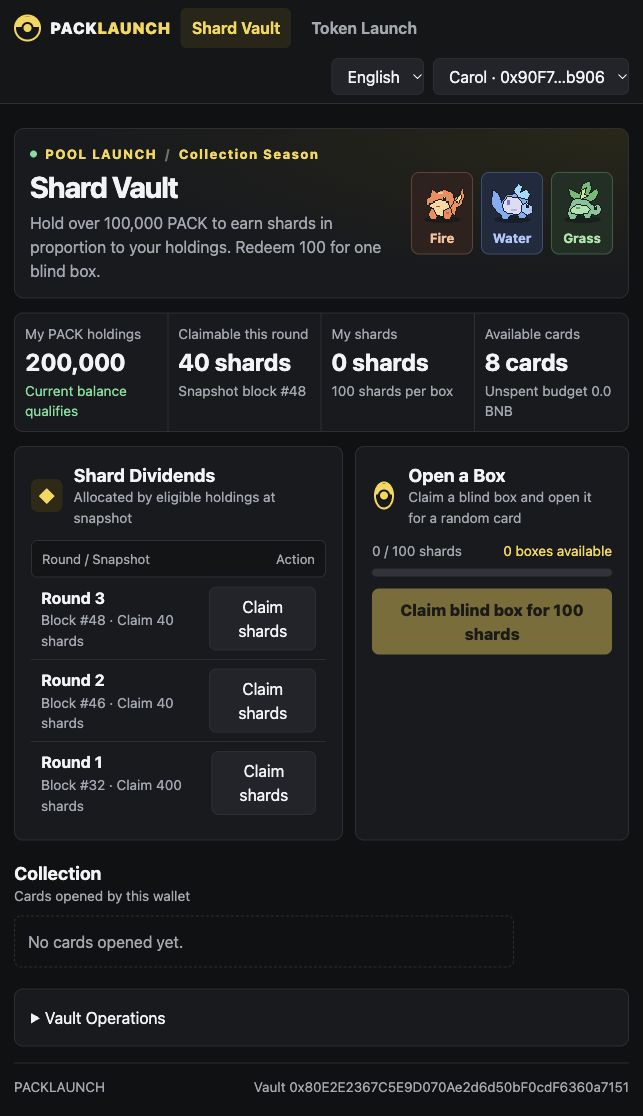 PACKLAUNCH
Shard Vault
Token Launch
English
Carol · 0x90F7...b906
POOL LAUNCH / Collection Season
Shard Vault
Hold over 100,000 PACK to earn shards in
proportion to your holdings. Redeem 100 for one
blind box.
Fire
Water
Grass
My PACK holdings
200,000
Current balance
qualifies
Claimable this round
40 shards
Snapshot block #48
My shards
0 shards
100 shards per box
Available cards
8 cards
Unspent budget 0.0
BNB
Shard Dividends
Allocated by eligible holdings at
snapshot
Round / Snapshot
Action
Round 3
Block #48 · Claim 40
shards
Claim
shards
Round 2
Block #46 · Claim 40
shards
Claim
shards
Round 1
Block #32 · Claim 400
shards
Claim
shards
Open a Box
Claim a blind box and open it
for a random card
0 / 100 shards
0 boxes available
Claim blind box for 100
shards
Collection
Cards opened by this wallet
No cards opened yet.
Vault Operations
PACKLAUNCH
Vault 0x80E2E2367C5E9D070Ae2d6d50bF0cdF6360a7151